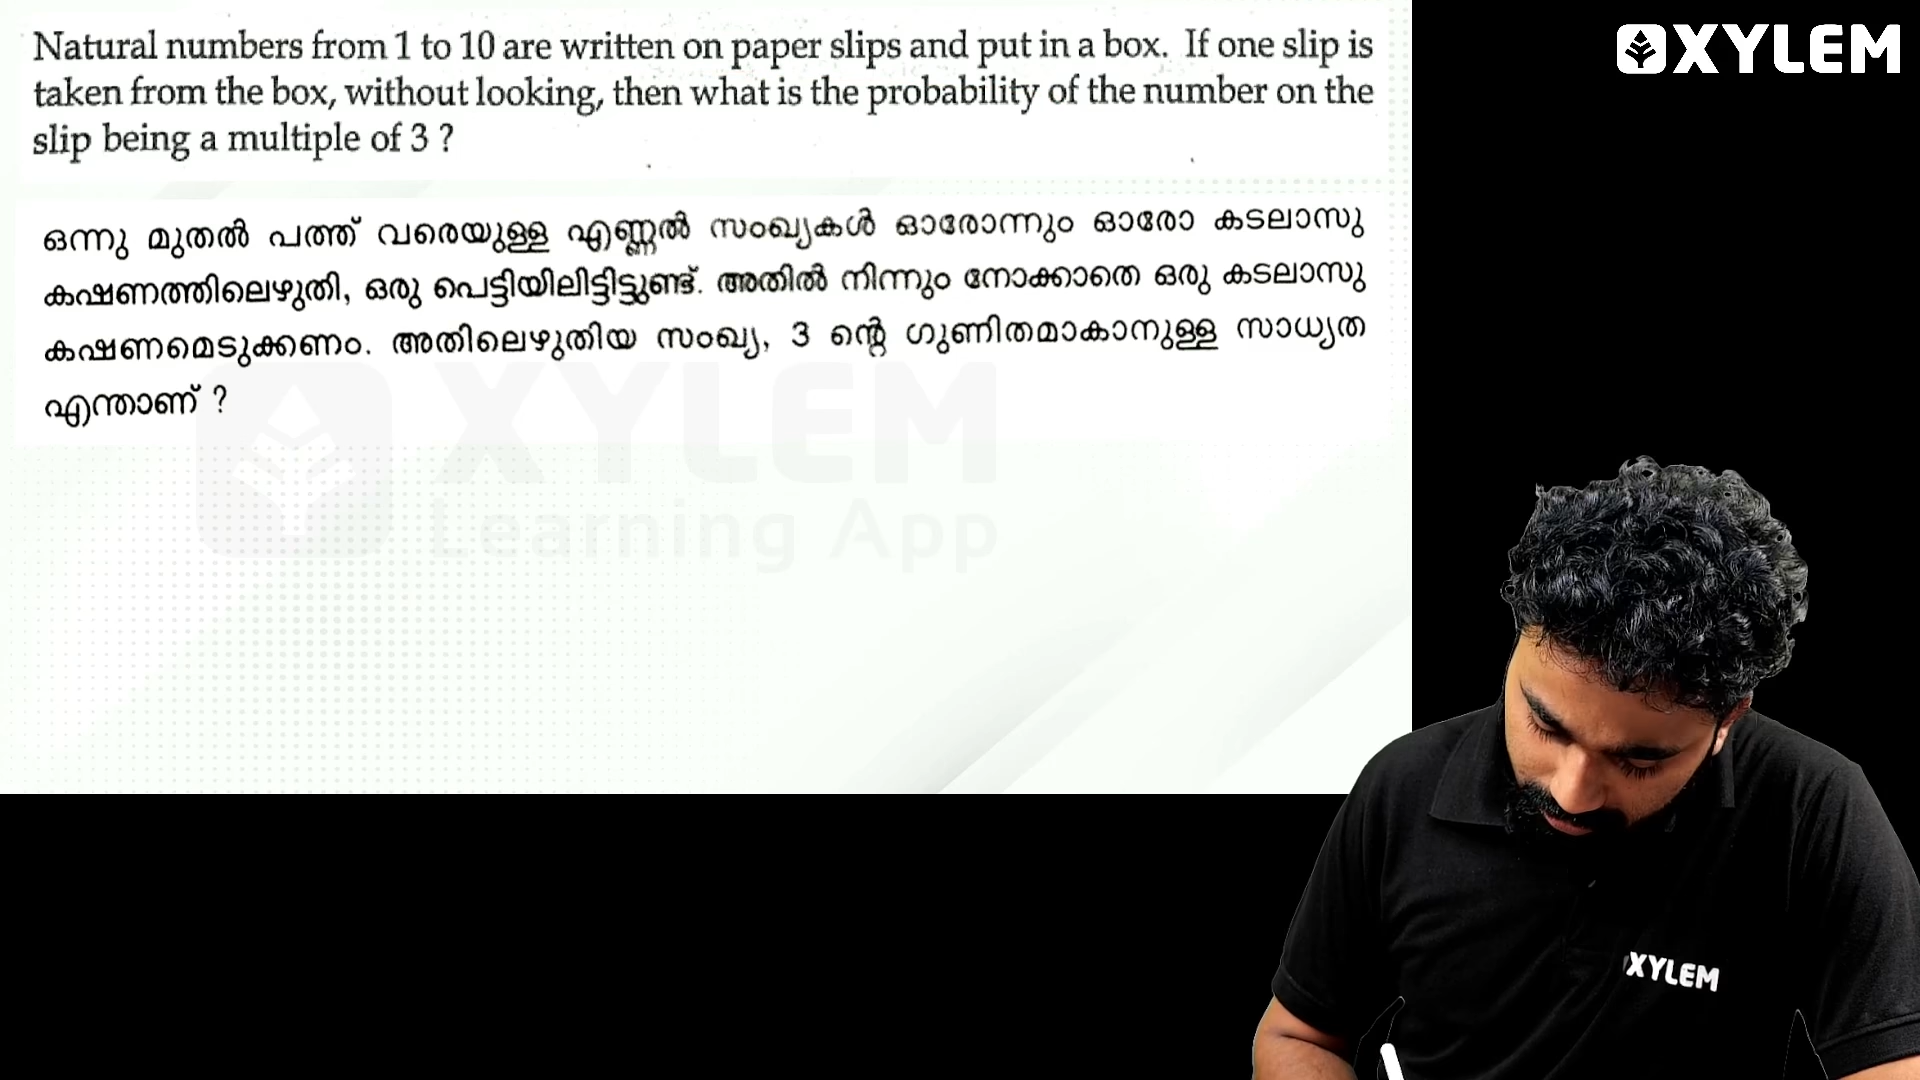 Natural numbers from 1 to 10 are written on paper slips and put in a box. If one slip is
taken from the box, without looking, then what is the probability of the number on the
slip being a multiple of 3 ?
ഒന്നു മുതൽ പത്ത് വരെയുള്ള എണ്ണൽ സംഖ്യകൾ ഓരോന്നും ഓരോ കടലാസു
കഷണത്തിലെഴുതി, ഒരു പെട്ടിയിലിട്ടിട്ടുണ്ട്. അതിൽ നിന്നും നോക്കാതെ ഒരു കടലാസു
കഷണമെടുക്കണം. അതിലെഴുതിയ സംഖ്യ, 3 ന്റെ ഗുണിതമാകാനുള്ള സാധ്യത
എന്താണ് ?
XYLEM
Learning App
XYLEM
XYLEM